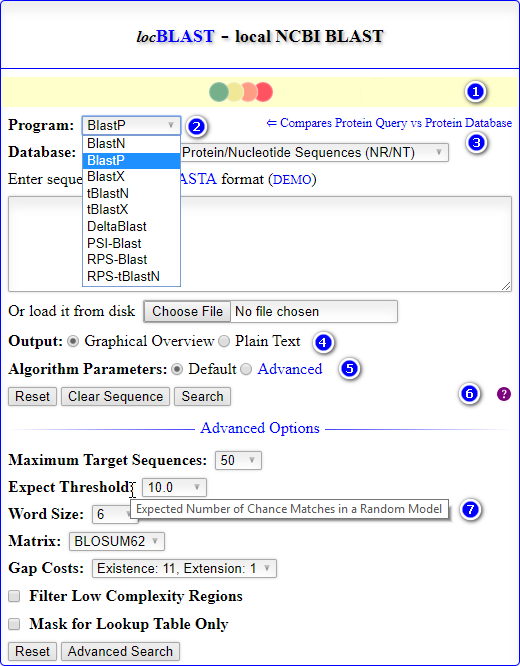 locBLAST - local NCBI BLAST
1
Program: BlastP 2 ⇐ Compares Protein Query vs Protein Database
BlastN
BlastP
BlastX
tBlastN
tBlastX
DeltaBlast
PSI-Blast
RPS-Blast
RPS-tBlastN
Database: Protein/Nucleotide Sequences (NR/NT) 3
Enter seque ASTA format (DEMO)
Or load it from disk Choose File No file chosen
Output: Graphical Overview Plain Text 4
Algorithm Parameters: Default Advanced 5
Reset Clear Sequence Search 6 ?
Advanced Options
Maximum Target Sequences: 50
Expect Threshold: 10.0
Expected Number of Chance Matches in a Random Model 7
Word Size: 6
Matrix: BLOSUM62
Gap Costs: Existence: 11, Extension: 1
Filter Low Complexity Regions
Mask for Lookup Table Only
Reset Advanced Search